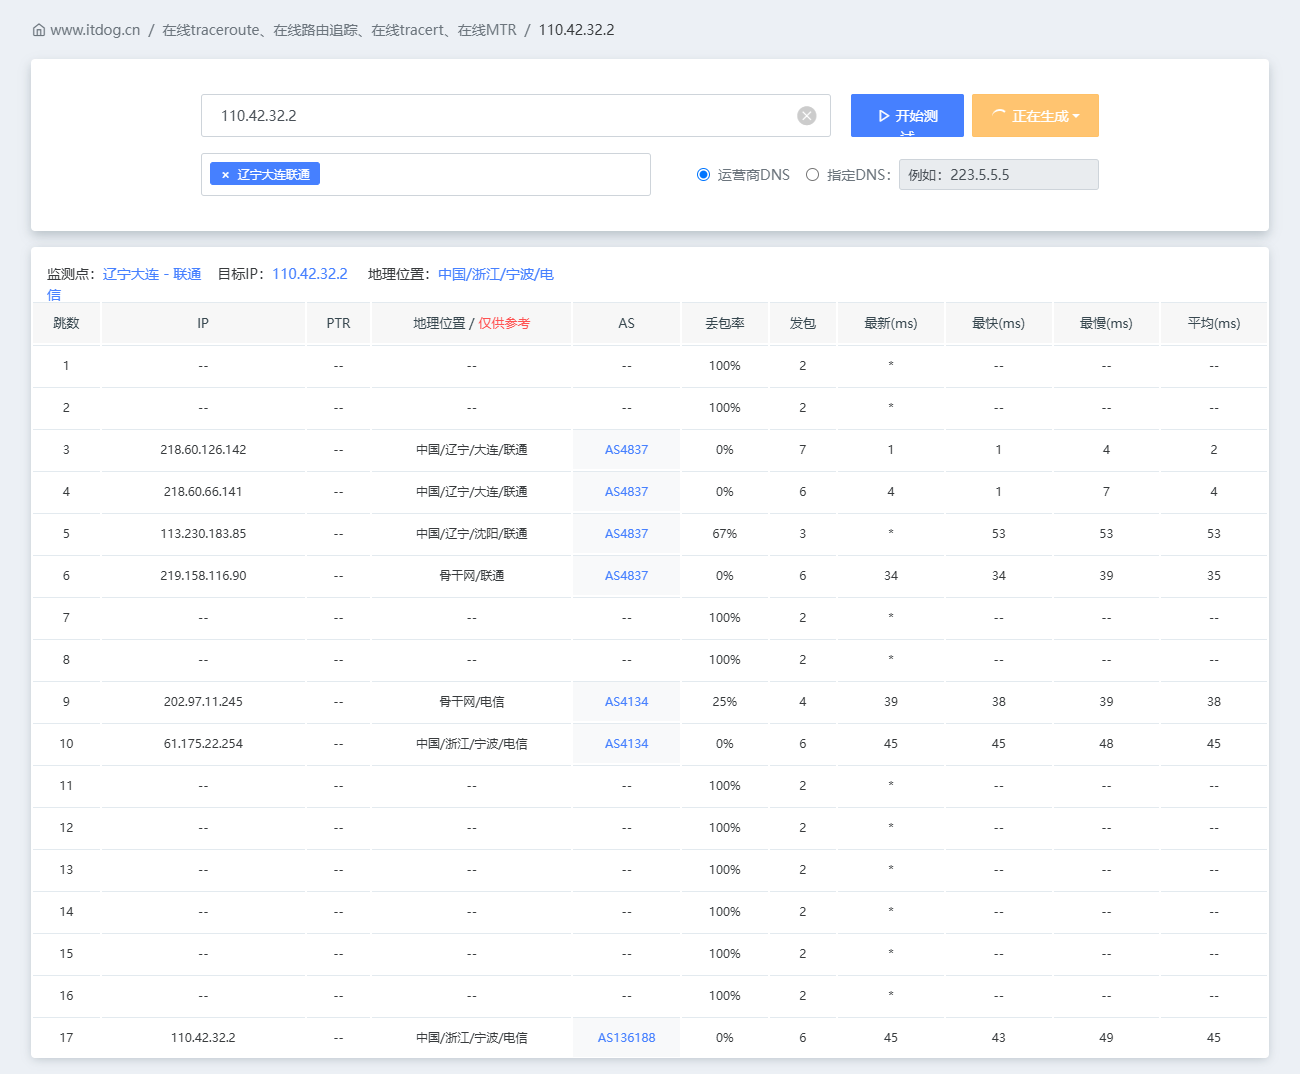 www.itdog.cn / 在线traceroute、在线路由追踪、在线tracert、在线MTR / 110.42.32.2
110.42.32.2
开始测
正在生成
× 辽宁大连联通
运营商DNS 指定DNS: 例如：223.5.5.5
监测点：辽宁大连 - 联通 目标IP：110.42.32.2 地理位置：中国/浙江/宁波/电
信
跳数 IP PTR 地理位置 / 仅供参考 AS 丢包率 发包 最新(ms) 最快(ms) 最慢(ms) 平均(ms)
1 -- -- -- -- 100% 2 * -- -- --
2 -- -- -- -- 100% 2 * -- -- --
3 218.60.126.142 -- 中国/辽宁/大连/联通 AS4837 0% 7 1 1 4 2
4 218.60.66.141 -- 中国/辽宁/大连/联通 AS4837 0% 6 4 1 7 4
5 113.230.183.85 -- 中国/辽宁/沈阳/联通 AS4837 67% 3 * 53 53 53
6 219.158.116.90 -- 骨干网/联通 AS4837 0% 6 34 34 39 35
7 -- -- -- -- 100% 2 * -- -- --
8 -- -- -- -- 100% 2 * -- -- --
9 202.97.11.245 -- 骨干网/电信 AS4134 25% 4 39 38 39 38
10 61.175.22.254 -- 中国/浙江/宁波/电信 AS4134 0% 6 45 45 48 45
11 -- -- -- -- 100% 2 * -- -- --
12 -- -- -- -- 100% 2 * -- -- --
13 -- -- -- -- 100% 2 * -- -- --
14 -- -- -- -- 100% 2 * -- -- --
15 -- -- -- -- 100% 2 * -- -- --
16 -- -- -- -- 100% 2 * -- -- --
17 110.42.32.2 -- 中国/浙江/宁波/电信 AS136188 0% 6 45 43 49 45